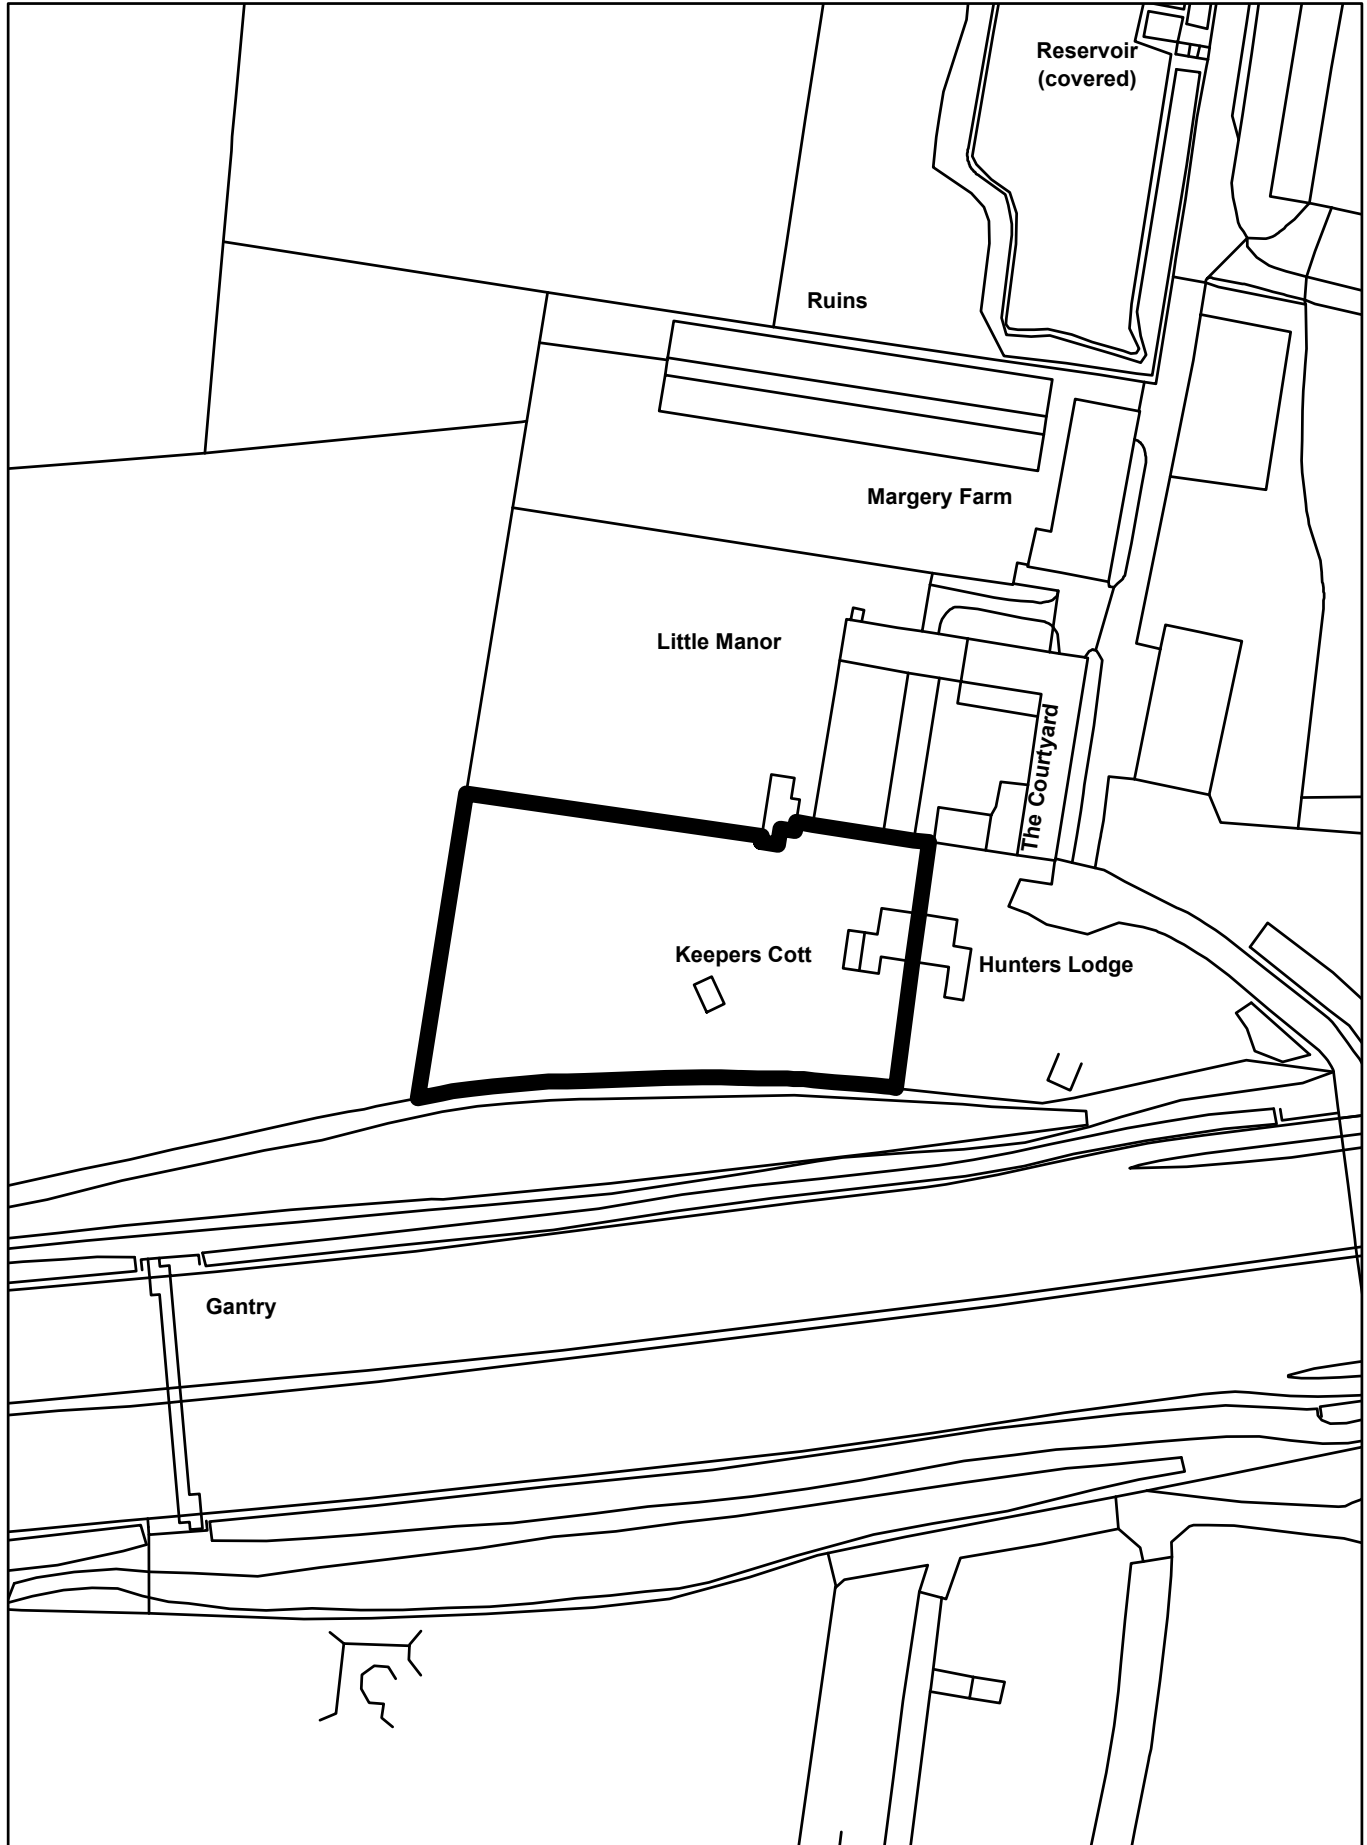 Reservoir
(covered)
Ruins
Margery Farm
Little Manor
The Courtyard
Keepers Cott
Hunters Lodge
Gantry